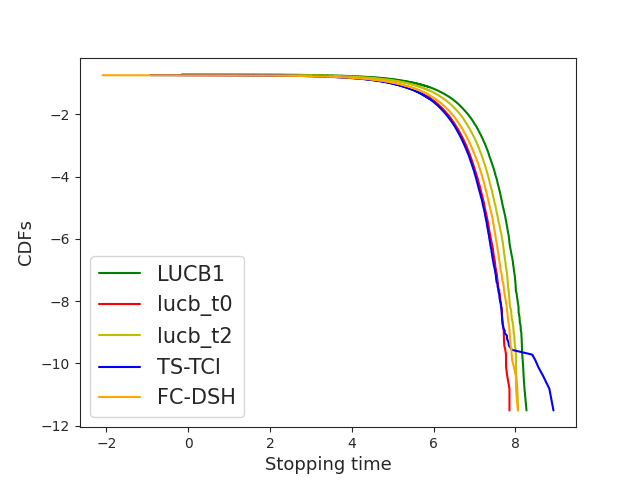 −2
−4
−6
−8
−10
−12
CDFs
LUCB1
lucb_t0
lucb_t2
TS-TCI
FC-DSH
−2 0 2 4 6 8
Stopping time